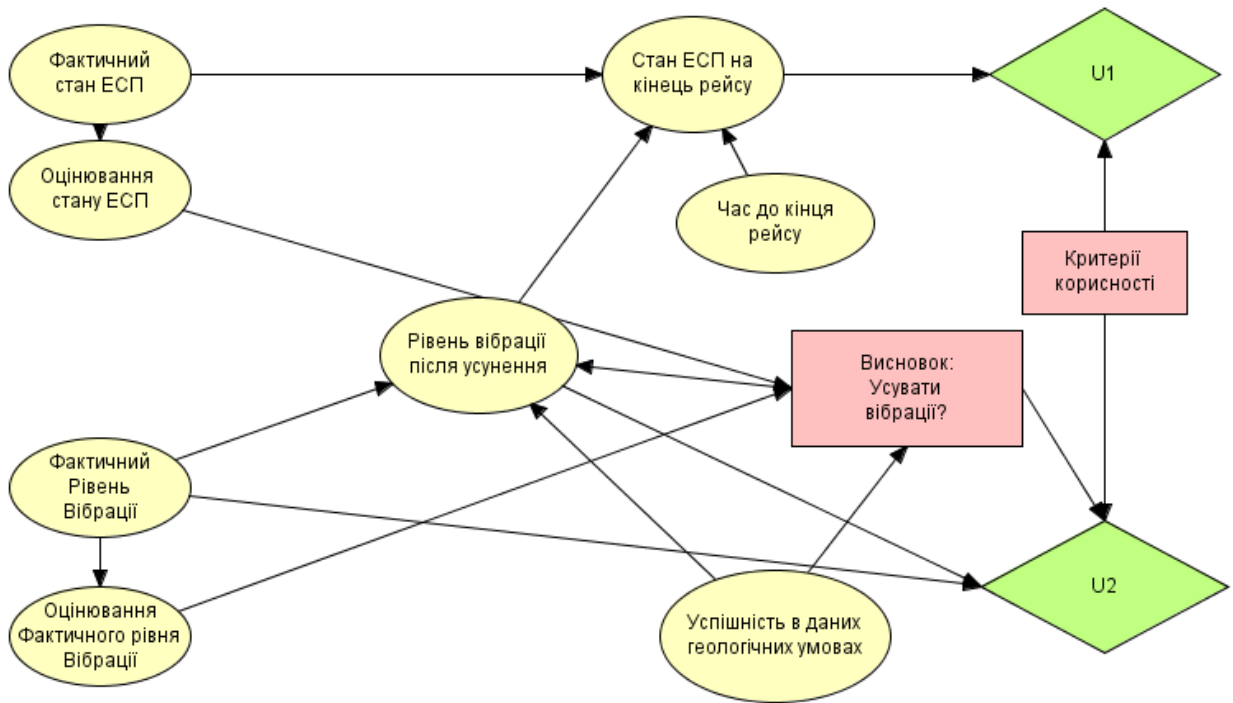 Фактичний
стан ЕСП
Стан ЕСП на
кінець рейсу
U1
Оцінювання
стану ЕСП
Час до кінця
рейсу
Критерії
корисності
Рівень вібрації
після усунення
Висновок:
Усувати
вібрації?
Фактичний
Рівень
Вібрації
U2
Оцінювання
Фактичного рівня
Вібрації
Успішність в даних
геологічних умовах